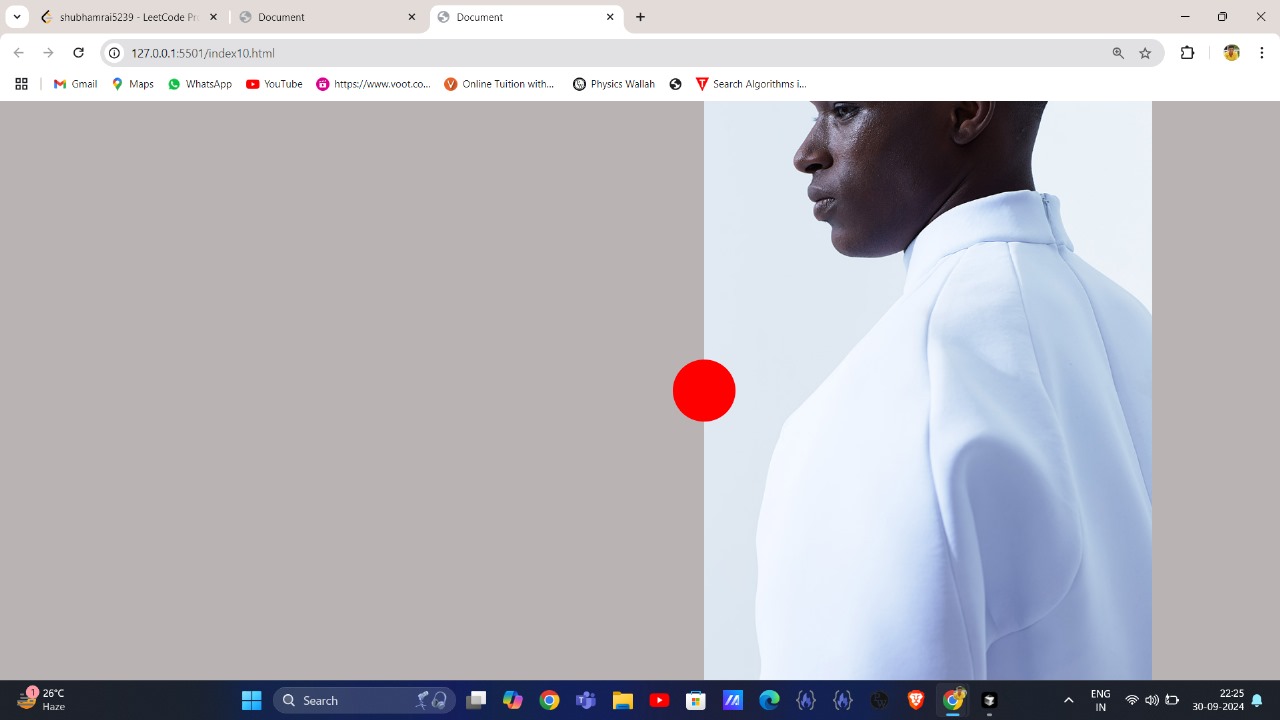 shubhamrai5239 - LeetCode Pr
Document
Document
127.0.0.1:5501/index10.html
Gmail
Maps
WhatsApp
YouTube
https://www.voot.co...
Online Tuition with...
Physics Wallah
Search Algorithms i...
1
26°C
Haze
Search
ENG
IN
22:25
30-09-2024